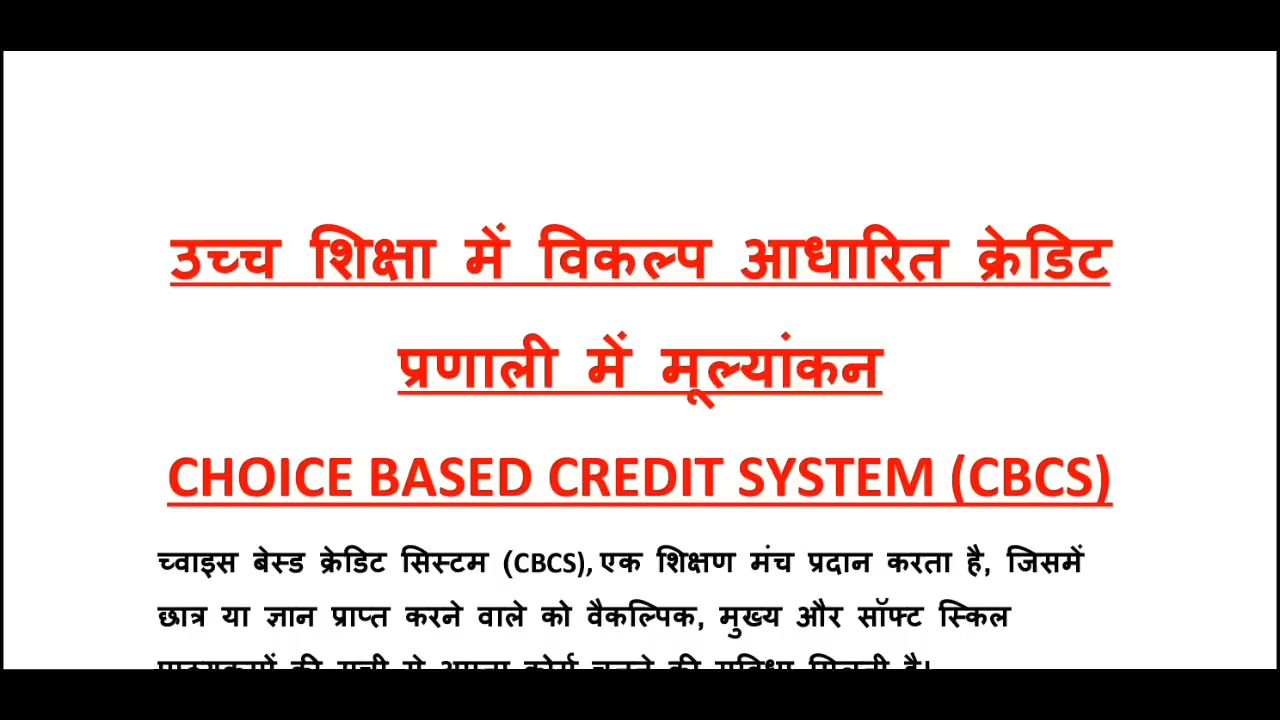 उच्च शिक्षा में विकल्प आधारित क्रेडिट
प्रणाली में मूल्यांकन
CHOICE BASED CREDIT SYSTEM (CBCS)
च्वाइस बेस्ड क्रेडिट सिस्टम (CBCS), एक शिक्षण मंच प्रदान करता है, जिसमें
छात्र या ज्ञान प्राप्त करने वाले को वैकल्पिक, मुख्य और सॉफ्ट स्किल